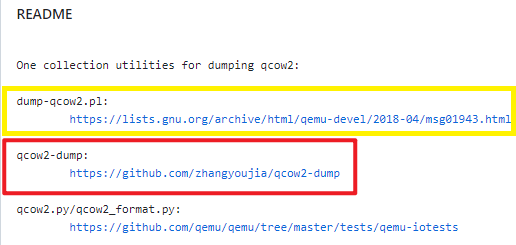 README
One collection utilities for dumping qcow2:
dump-qcow2.pl:
https://lists.gnu.org/archive/html/qemu-devel/2018-04/msg01943.html
qcow2-dump:
https://github.com/zhangyoujia/qcow2-dump
qcow2.py/qcow2_format.py:
https://github.com/qemu/qemu/tree/master/tests/qemu-iotests